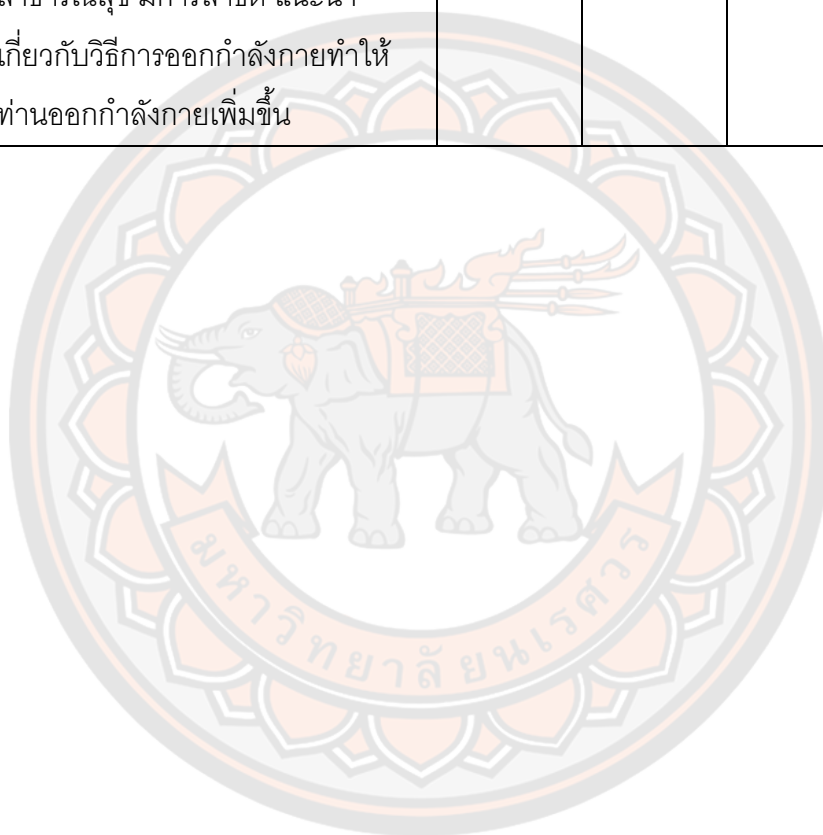 เกี่ยวกับวิธีการออกกำลังกายทำให้
ท่านออกกำลังกายเพิ่มขึ้น
มหาวิทยาลัยนเรศวร